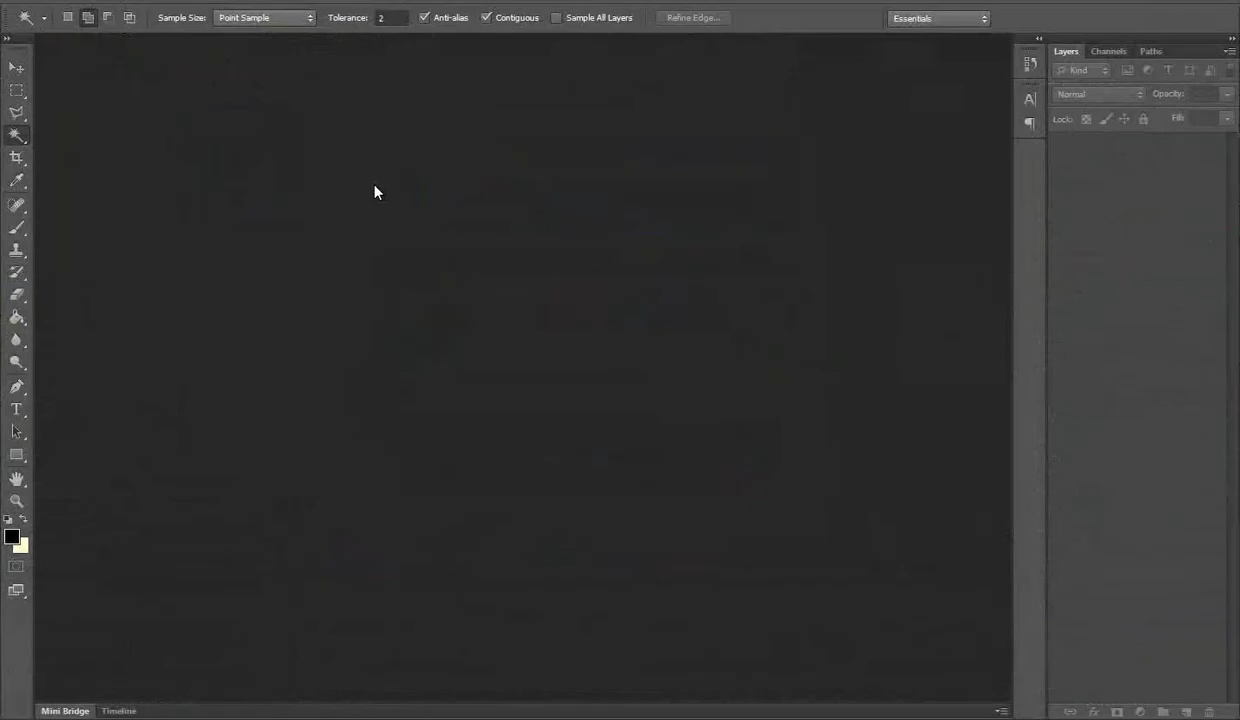 Sample Size: Point Sample Tolerance: 2 Anti-alias Contiguous Sample All Layers Refine Edge... Essentials
Layers Channels Paths
Kind
Normal Opacity:
Lock: Fill:
Mini Bridge Timeline